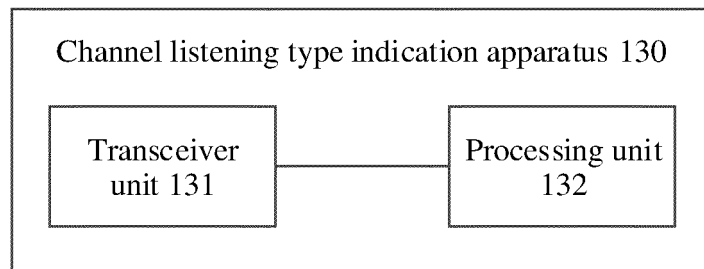 Channel listening type indication apparatus 130
Transceiver
unit 131
Processing unit
132